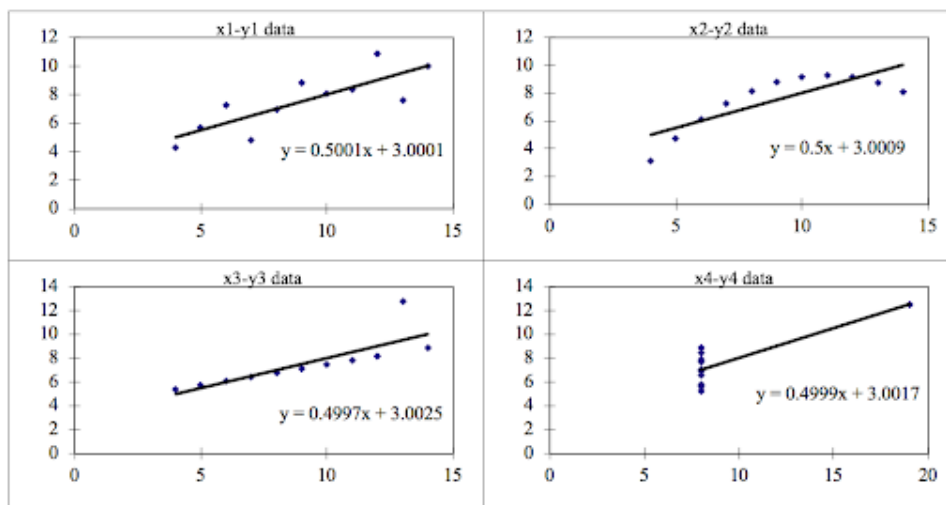 x1-y1 data
12
10
8
6
4
2
0
0 5 10 15
y = 0.5001x + 3.0001
x2-y2 data
12
10
8
6
4
2
0
0 5 10 15
y = 0.5x + 3.0009
x3-y3 data
14
12
10
8
6
4
2
0
0 5 10 15
y = 0.4997x + 3.0025
x4-y4 data
14
12
10
8
6
4
2
0
0 5 10 15 20
y = 0.4999x + 3.0017